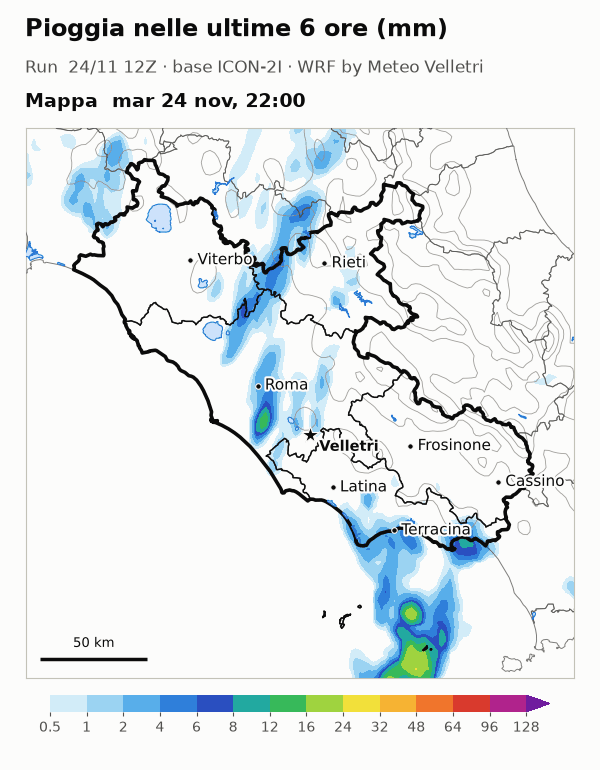 Pioggia nelle ultime 6 ore (mm)
Run  24/11 12Z · base ICON-2I · WRF by Meteo Velletri
Mappa  mar 24 nov, 22:00
Viterbo
Rieti
Roma
Velletri
Frosinone
Latina
Cassino
Terracina
50 km
0.5 1 2 4 6 8 12 16 24 32 48 64 96 128